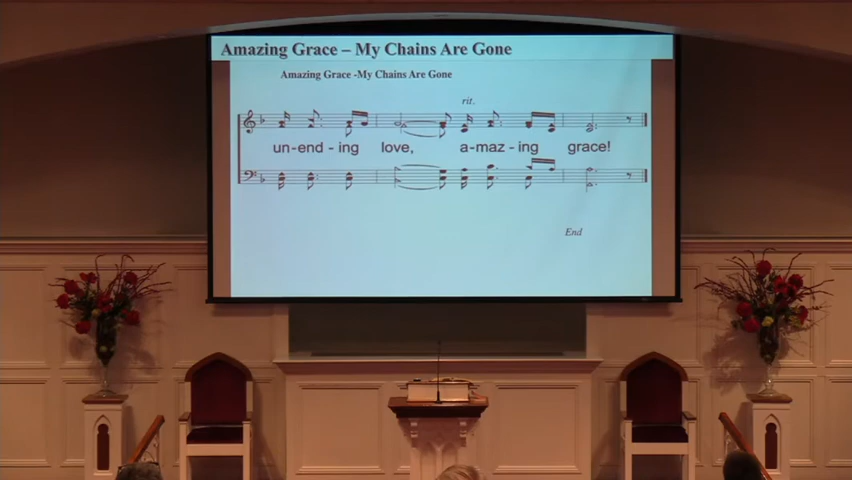 Amazing Grace – My Chains Are Gone
Amazing Grace -My Chains Are Gone
rit.
un-end - ing love, a-maz - ing grace!
End